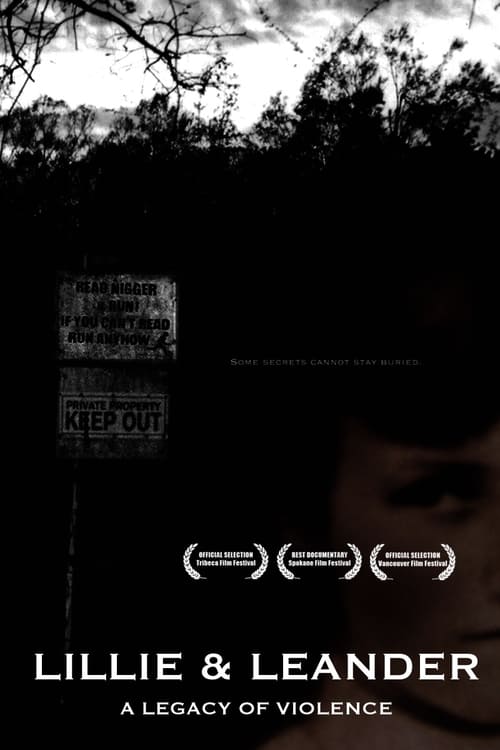 READ NIGGER
& RUN!
IF YOU CAN'T READ
RUN ANYHOW
PRIVATE PROPERTY
KEEP OUT
SOME SECRETS CANNOT STAY BURIED.
OFFICIAL SELECTION
Tribeca Film Festival
BEST DOCUMENTARY
Spokane Film Festival
OFFICIAL SELECTION
Vancouver Film Festival
LILLIE & LEANDER
A LEGACY OF VIOLENCE